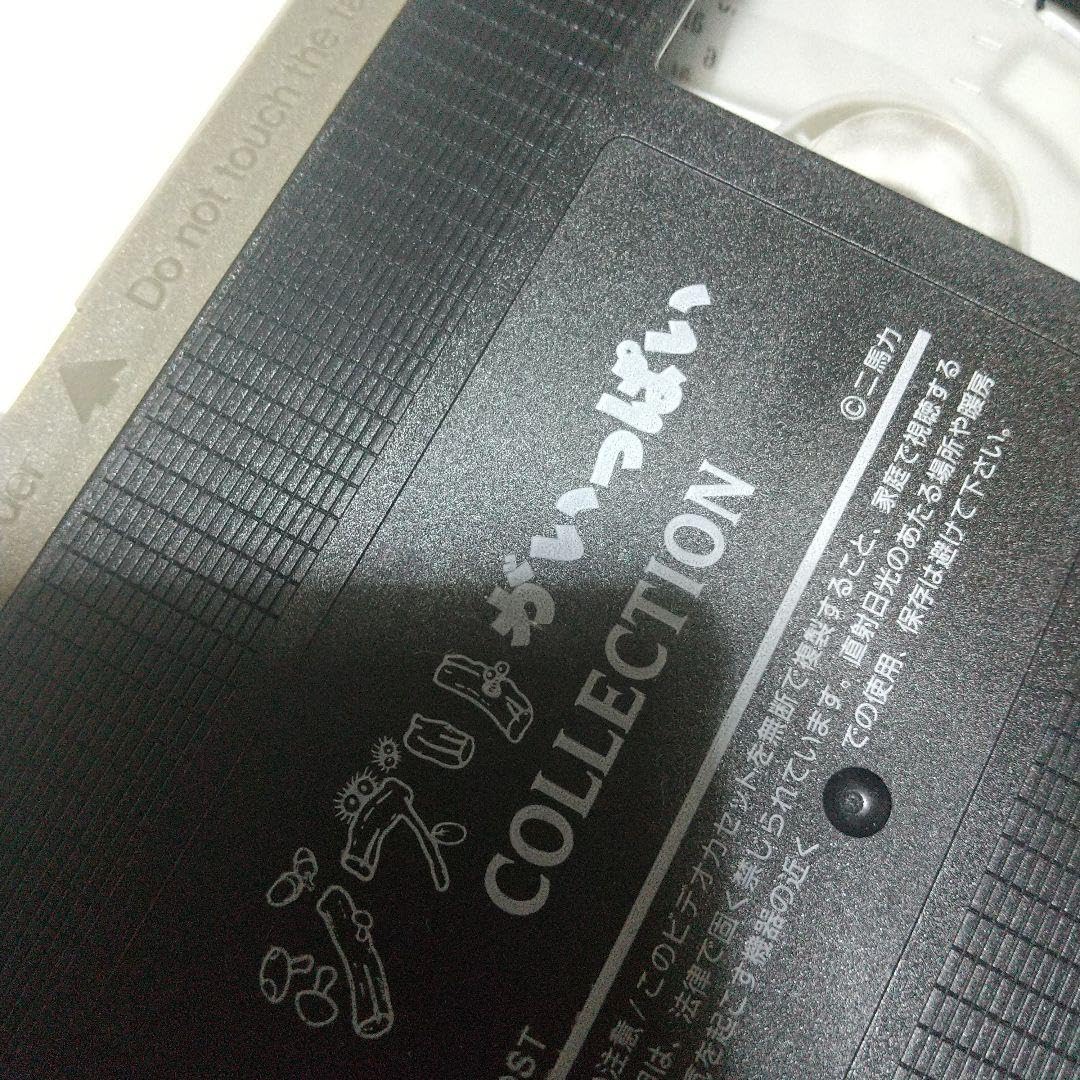 Do not touch the ta
ジブリがいっぱい
COLLECTION
©二馬力
の注意/このビデオカセットを無断で複製すること、家庭で視聴する
は、法律で固く禁じられています。直射日光のあたる場所や暖房
気を起こす機器の近く での使用、保存は避けて下さい。